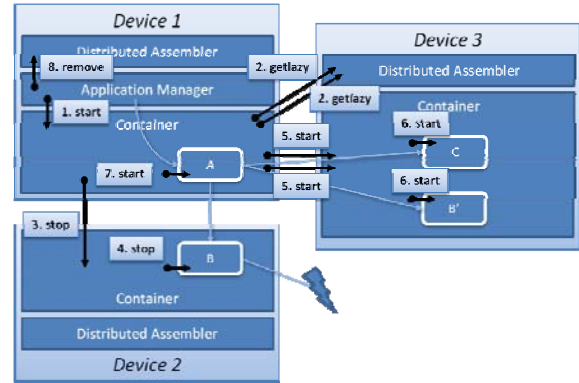 Device 1
Distributed Assembler
8. remove
2. getlazy
Application Manager
1. start
Container
2. getlazy
5. start
7. start
A
5. start
Device 3
Distributed Assembler
Container
6. start
C
6. start
B'
3. stop
4. stop
B
Container
Distributed Assembler
Device 2